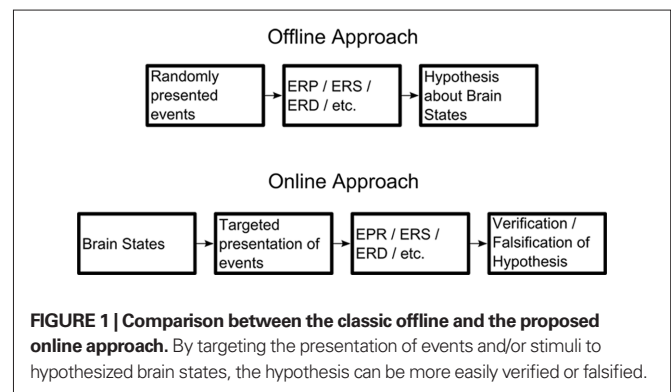 Offline Approach
Randomly
presented
events
ERP / ERS /
ERD / etc.
Hypothesis
about Brain
States
Online Approach
Brain States
Targeted
presentation of
events
EPR / ERS /
ERD / etc.
Verification /
Falsification of
Hypothesis
FIGURE 1 | Comparison between the classic offline and the proposed
online approach. By targeting the presentation of events and/or stimuli to
hypothesized brain states, the hypothesis can be more easily verified or falsified.